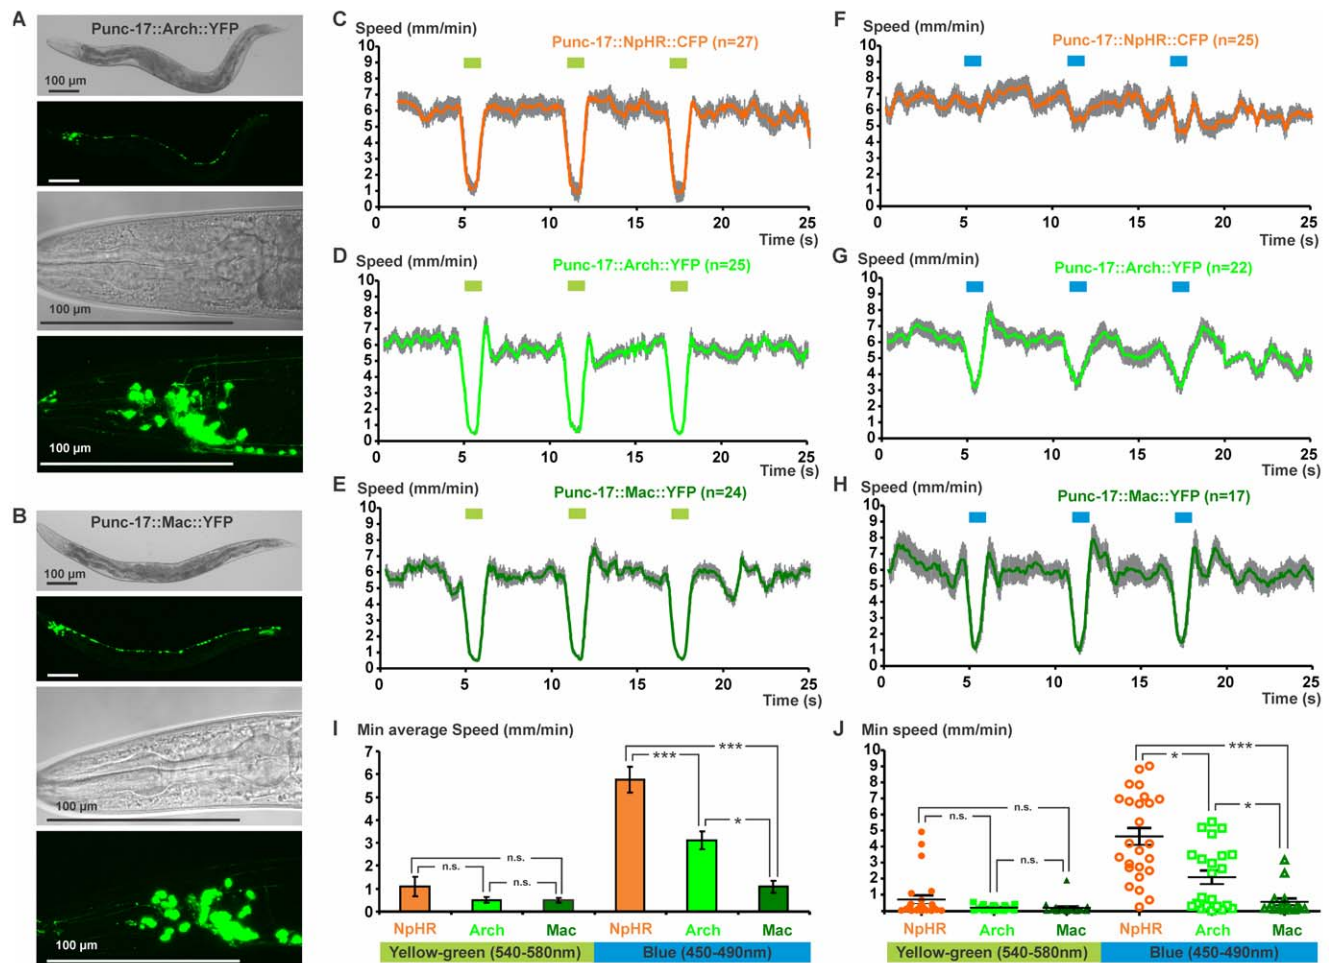 A
Punc-17::Arch::YFP
100 µm
100 µm
100 µm
B
Punc-17::Mac::YFP
100 µm
100 µm
100 µm
C
Speed (mm/min)
Punc-17::NpHR::CFP (n=27)
10
9
8
7
6
5
4
3
2
1
0
0 5 10 15 20 25
Time (s)
D
Speed (mm/min)
Punc-17::Arch::YFP (n=25)
10
9
8
7
6
5
4
3
2
1
0
0 5 10 15 20 25
Time (s)
E
Speed (mm/min)
Punc-17::Mac::YFP (n=24)
10
9
8
7
6
5
4
3
2
1
0
0 5 10 15 20 25
Time (s)
F
Speed (mm/min)
Punc-17::NpHR::CFP (n=25)
10
9
8
7
6
5
4
3
2
1
0
0 5 10 15 20 25
Time (s)
G
Speed (mm/min)
Punc-17::Arch::YFP (n=22)
10
9
8
7
6
5
4
3
2
1
0
0 5 10 15 20 25
Time (s)
H
Speed (mm/min)
Punc-17::Mac::YFP (n=17)
10
9
8
7
6
5
4
3
2
1
0
0 5 10 15 20 25
Time (s)
I
Min average Speed (mm/min)
7
6
5
4
3
2
1
0
n.s.
n.s.
n.s.
***
***
*
NpHR Arch Mac NpHR Arch Mac
Yellow-green (540-580nm) Blue (450-490nm)
J
Min speed (mm/min)
10
9
8
7
6
5
4
3
2
1
0
n.s.
n.s.
n.s.
***
*
*
NpHR Arch Mac NpHR Arch Mac
Yellow-green (540-580nm) Blue (450-490nm)